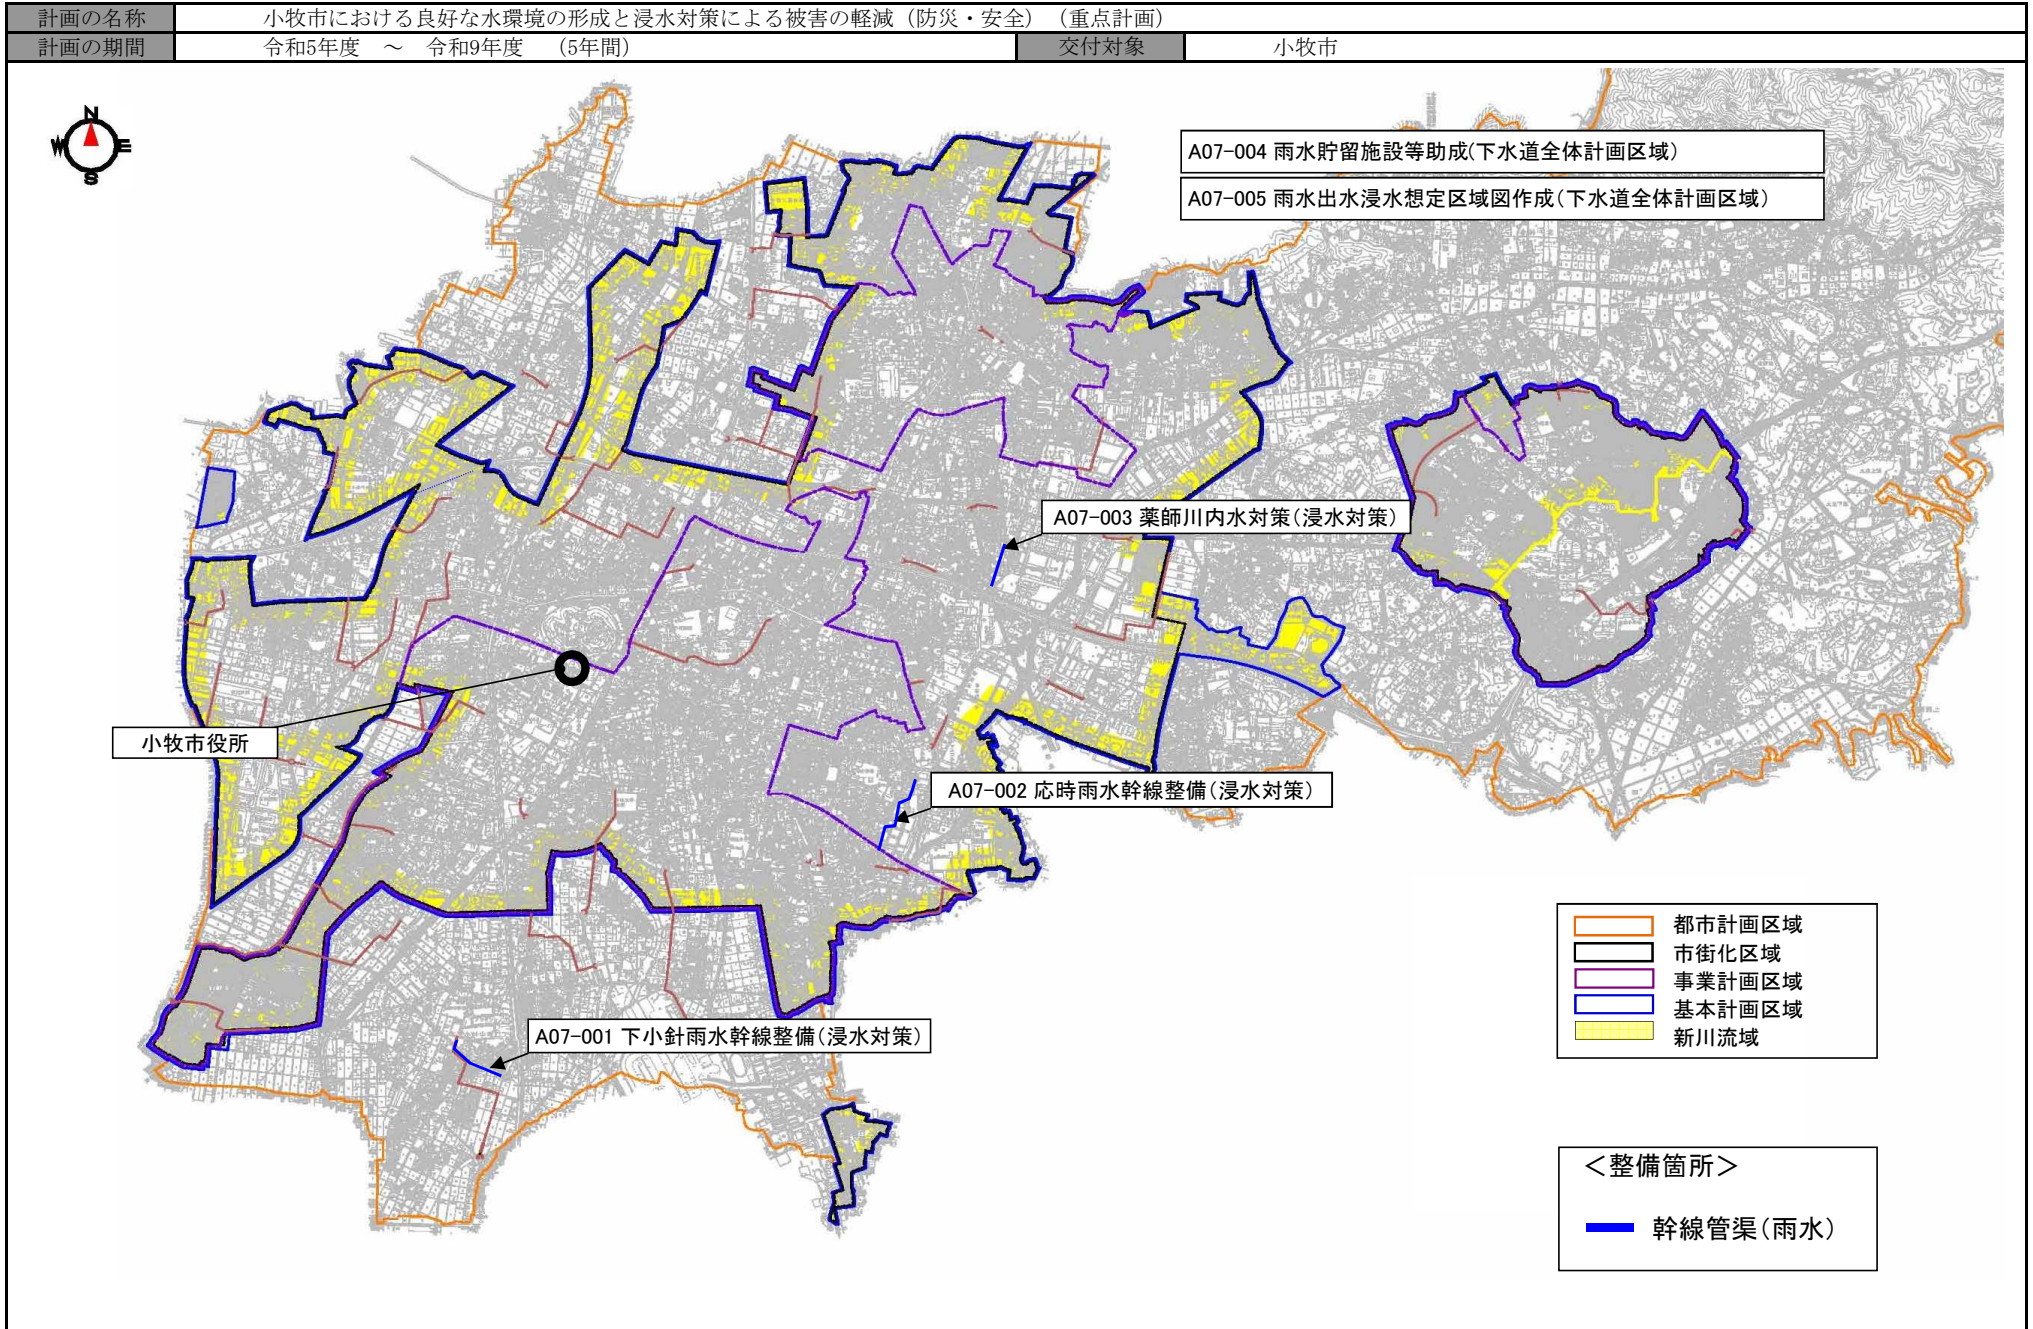 計画の名称 小牧市における良好な水環境の形成と浸水対策による被害の軽減（防災・安全）（重点計画）
計画の期間 令和5年度 ～ 令和9年度 （5年間） 交付対象 小牧市
N
W E
S
A07-004 雨水貯留施設等助成(下水道全体計画区域)
A07-005 雨水出水浸水想定区域図作成(下水道全体計画区域)
A07-003 薬師川内水対策(浸水対策)
小牧市役所
A07-002 応時雨水幹線整備(浸水対策)
A07-001 下小針雨水幹線整備(浸水対策)
都市計画区域
市街化区域
事業計画区域
基本計画区域
新川流域
＜整備箇所＞
幹線管渠(雨水)